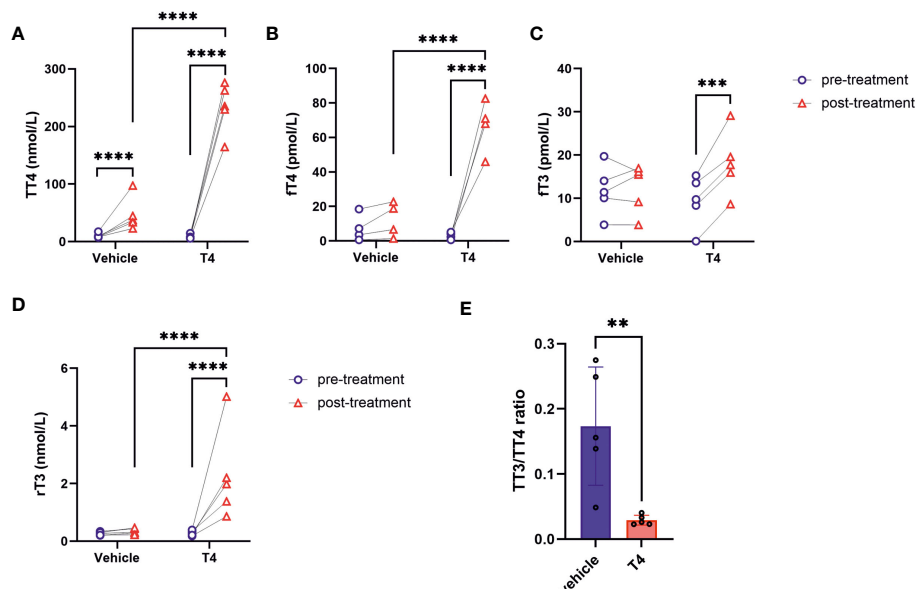 A
B
C
****
****
****
****
****
***
pre-treatment
post-treatment
****
300
200
100
0
TT4 (nmol/L)
Vehicle
T4
100
80
60
40
20
0
fT4 (pmol/L)
Vehicle
T4
40
30
20
10
0
fT3 (pmol/L)
Vehicle
T4
D
E
****
****
**
pre-treatment
post-treatment
6
4
2
0
rT3 (nmol/L)
Vehicle
T4
0.3
0.2
0.1
0.0
TT3/TT4 ratio
vehicle
T4